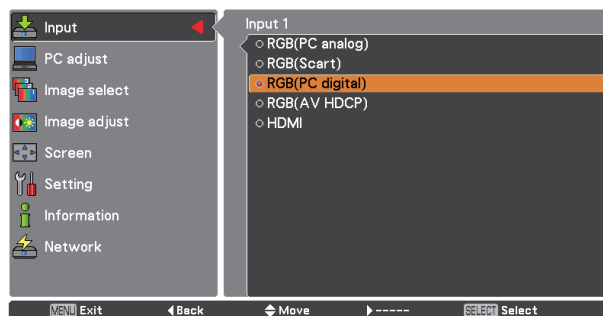 Input
PC adjust
Image select
Image adjust
Screen
Setting
Information
Network
Input 1
RGB(PC analog)
RGB(Scart)
RGB(PC digital)
RGB(AV HDCP)
HDMI
MENU Exit Back Move ----- SELECT Select